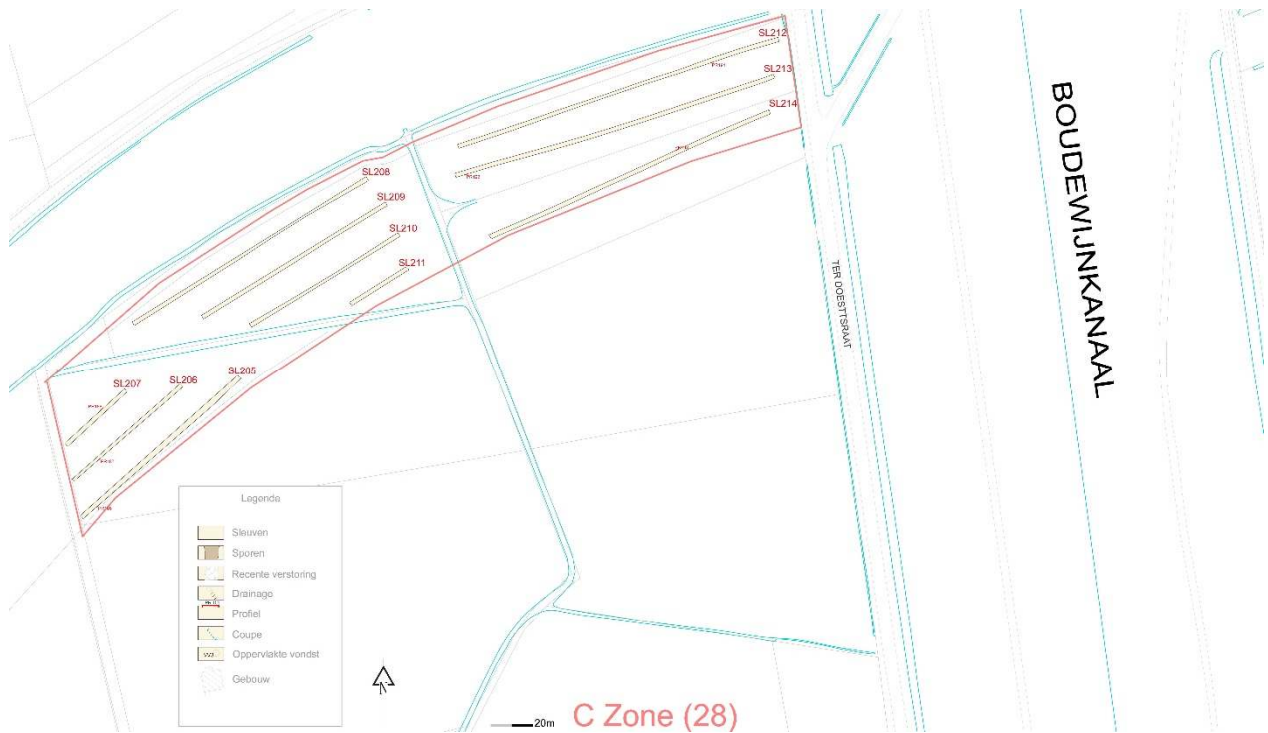 SL212
SL213
SL214
SL208
SL209
SL210
SL211
SL207
SL206
SL205
BOUDEWIJNKANAAL
TER DOESTTSRAAT
Legenda
Sleuven
Sporen
Recente verstoring
Drainage
Profiel
Coupe
Oppervlakte vondst
Gebouw
N
20m
C Zone (28)